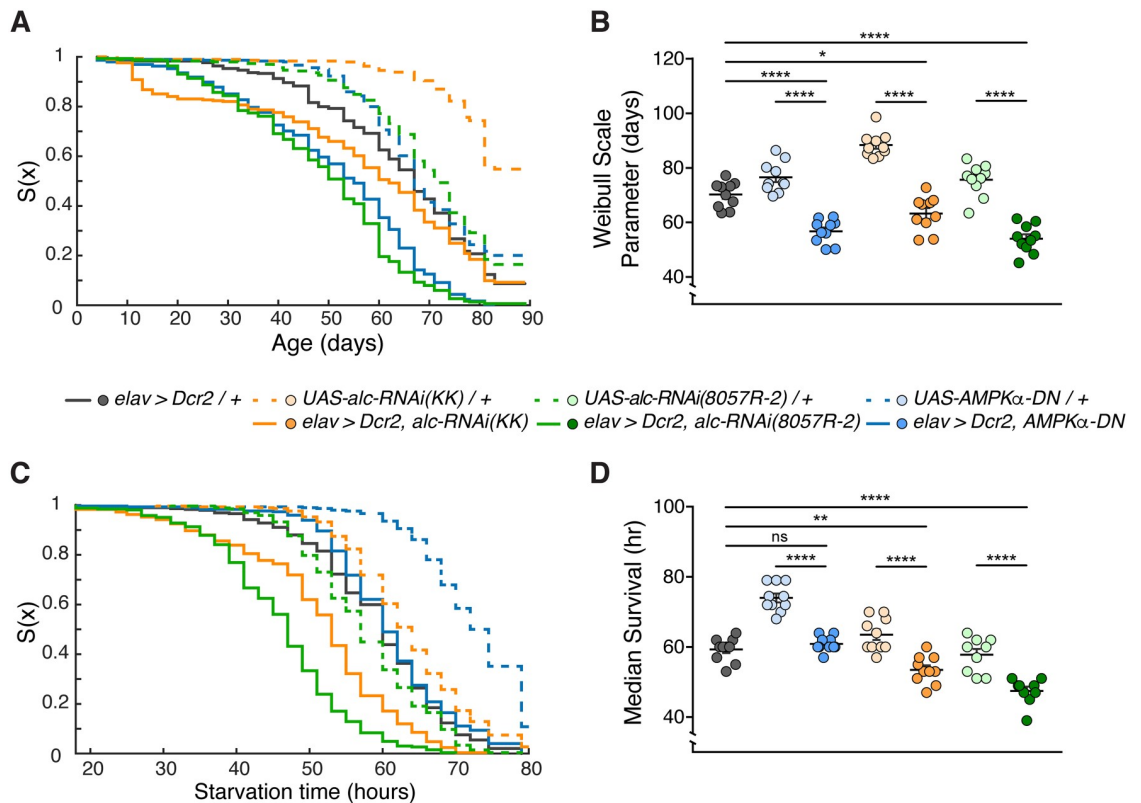 A
1
0.8
0.6
0.4
0.2
0
S(x)
0 10 20 30 40 50 60 70 80 90
Age (days)
B
120
100
80
60
40
Weibull Scale
Parameter (days)
****
*
****
**** **** ****
elav > Dcr2 / +
UAS-alc-RNAi(KK) / +
UAS-alc-RNAi(8057R-2) / +
UAS-AMPKα-DN / +
elav > Dcr2, alc-RNAi(KK)
elav > Dcr2, alc-RNAi(8057R-2)
elav > Dcr2, AMPKα-DN
C
1
0.8
0.6
0.4
0.2
0
S(x)
20 30 40 50 60 70 80
Starvation time (hours)
D
100
80
60
40
Median Survival (hr)
****
**
ns
**** **** ****